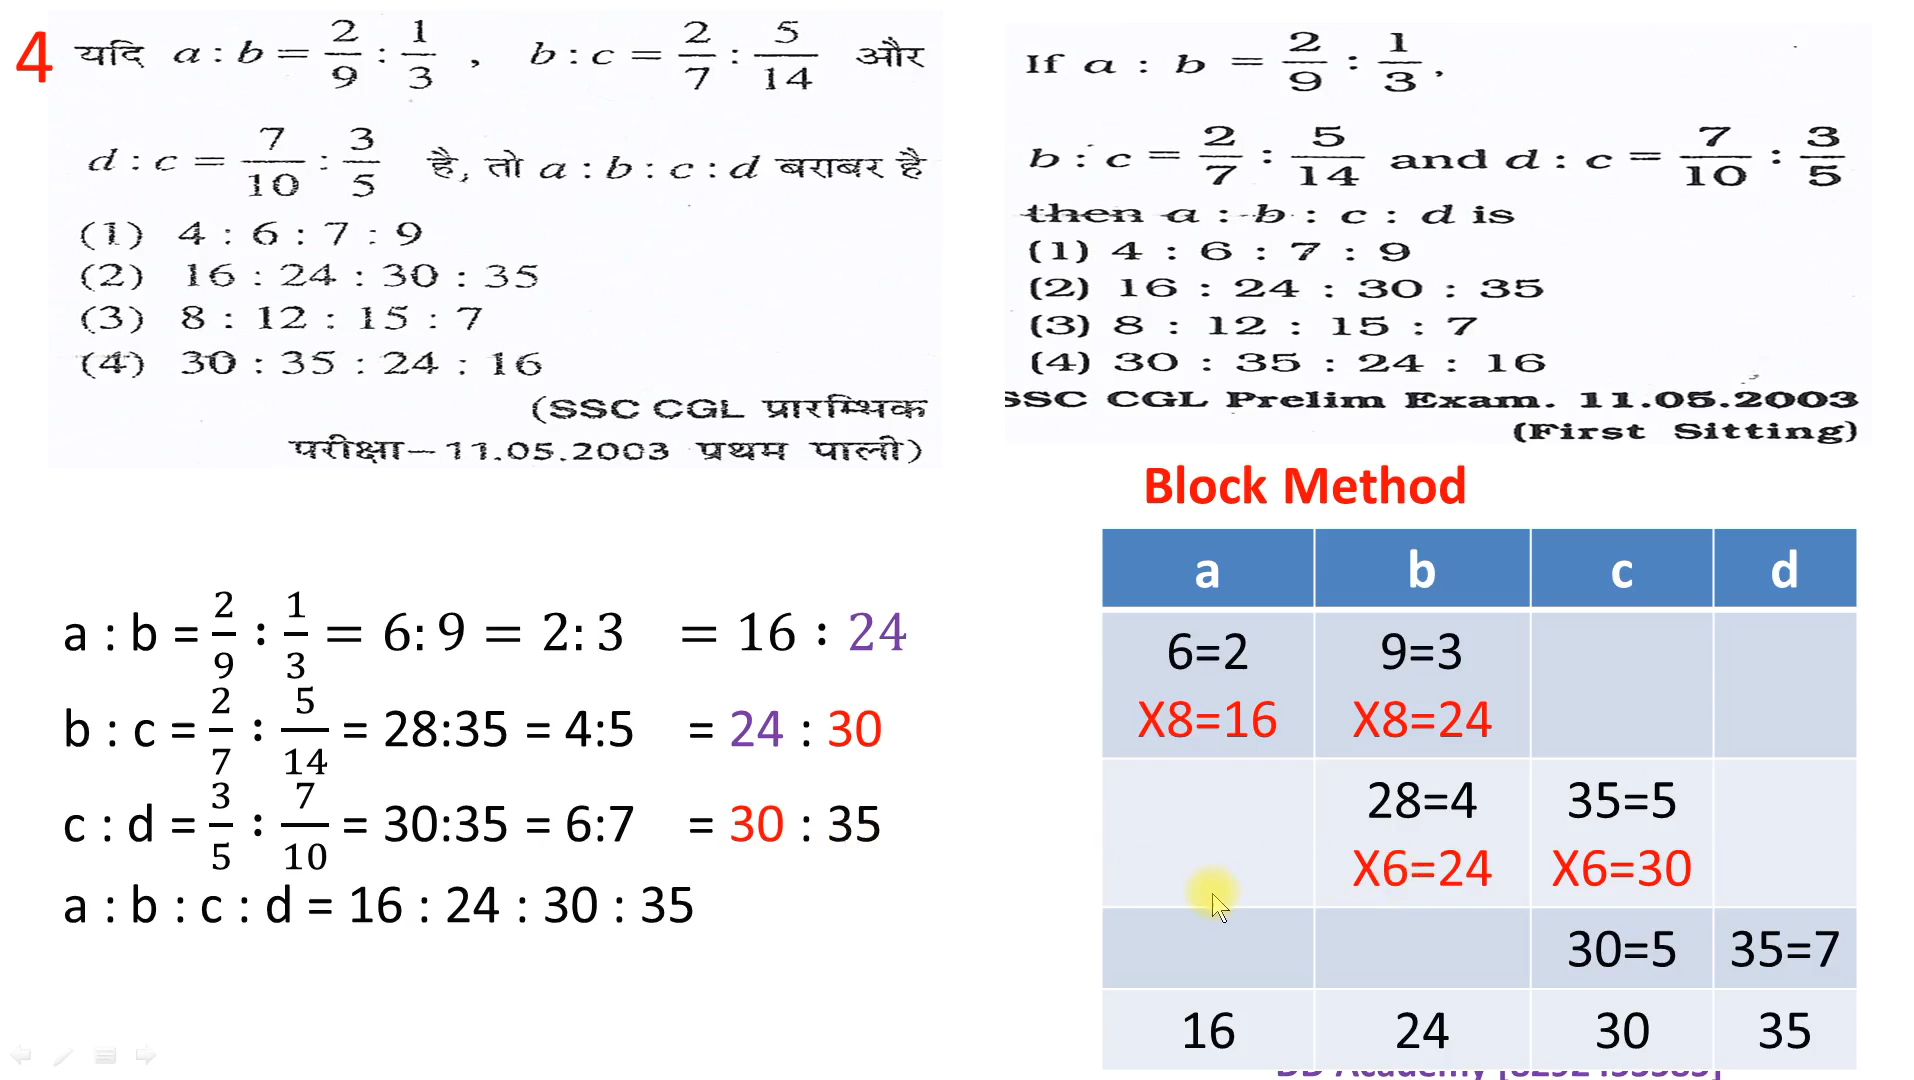 4
यदि a : b = 2/9 : 1/3 , b : c = 2/7 : 5/14 और
d : c = 7/10 : 3/5 है, तो a : b : c : d बराबर है
(1) 4 : 6 : 7 : 9
(2) 16 : 24 : 30 : 35
(3) 8 : 12 : 15 : 7
(4) 30 : 35 : 24 : 16
(SSC CGL प्रारम्भिक
परीक्षा–11.05.2003 प्रथम पाली)
If a : b = 2/9 : 1/3,
b : c = 2/7 : 5/14 and d : c = 7/10 : 3/5
then a : b : c : d is
(1) 4 : 6 : 7 : 9
(2) 16 : 24 : 30 : 35
(3) 8 : 12 : 15 : 7
(4) 30 : 35 : 24 : 16
SSC CGL Prelim Exam. 11.05.2003
(First Sitting)
a : b = 2/9 : 1/3 = 6: 9 = 2: 3 = 16 : 24
b : c = 2/7 : 5/14 = 28:35 = 4:5 = 24 : 30
c : d = 3/5 : 7/10 = 30:35 = 6:7 = 30 : 35
a : b : c : d = 16 : 24 : 30 : 35
Block Method
a b c d
6=2 9=3
X8=16 X8=24
28=4 35=5
X6=24 X6=30
30=5 35=7
16 24 30 35